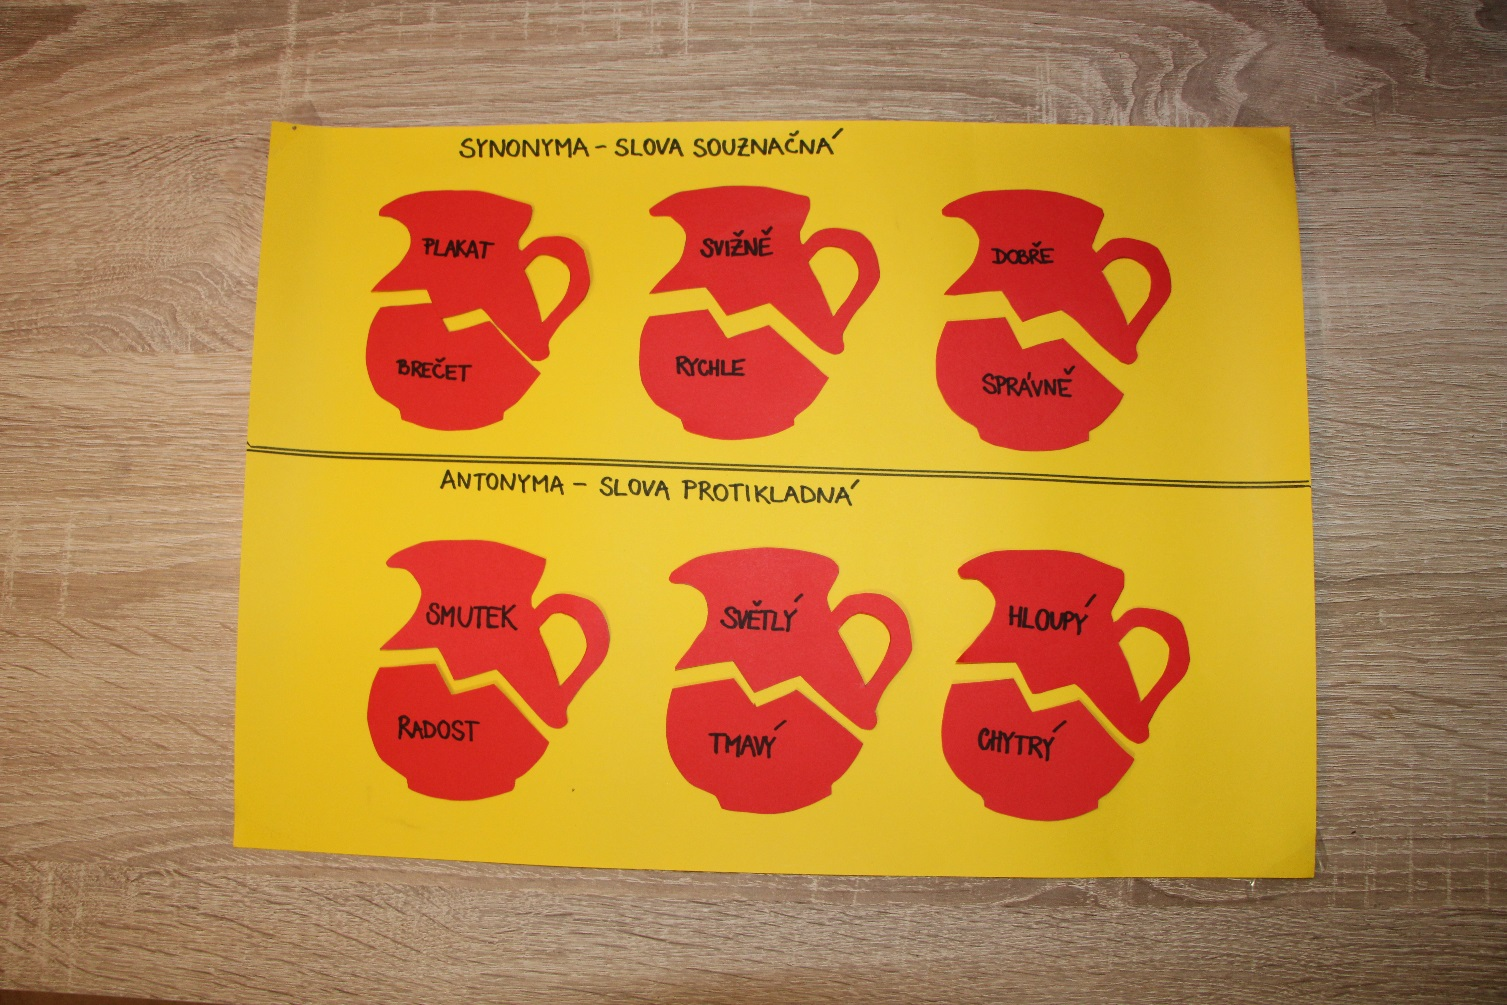 SYNONYMA - SLOVA SOUZNAČNÁ
PLAKAT
SVIŽNĚ
DOBŘE
BREČET
RYCHLE
SPRÁVNĚ
ANTONYMA - SLOVA PROTIKLADNÁ
SMUTEK
SVĚTLÝ
HLOUPÝ
RADOST
TMAVÝ
CHYTRÝ